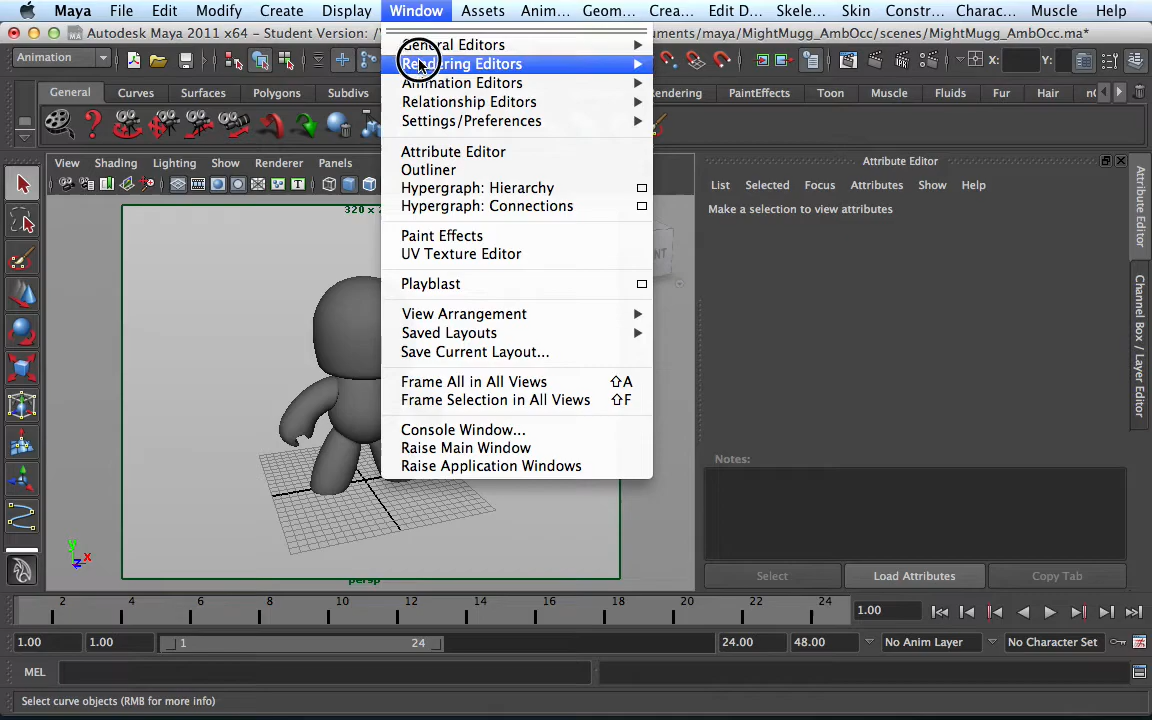 Maya File Edit Modify Create Display Window Assets Anim... Geom... Crea... Edit D... Skele... Skin Constr... Charac... Muscle Help
Autodesk Maya 2011 x64 - Student Version: /
uments/maya/MightMugg_AmbOcc/scenes/MightMugg_AmbOcc.ma*
Animation
X:
Y:
General Curves Surfaces Polygons Subdivs
endering PaintEffects Toon Muscle Fluids Fur Hair
View Shading Lighting Show Renderer Panels
320 x
General Editors
Rendering Editors
Animation Editors
Relationship Editors
Settings/Preferences
Attribute Editor
Outliner
Hypergraph: Hierarchy
Hypergraph: Connections
Paint Effects
UV Texture Editor
Playblast
View Arrangement
Saved Layouts
Save Current Layout...
Frame All in All Views ⇧A
Frame Selection in All Views ⇧F
Console Window...
Raise Main Window
Raise Application Windows
NT
y
x
z
persp
Attribute Editor
List Selected Focus Attributes Show Help
Make a selection to view attributes
Notes:
Select Load Attributes Copy Tab
Attribute Editor
Channel Box / Layer Editor
2 4 6 8 10 12 14 16 18 20 22 24
1.00
1.00 1.00 1 24 24.00 48.00 No Anim Layer No Character Set
MEL
Select curve objects (RMB for more info)